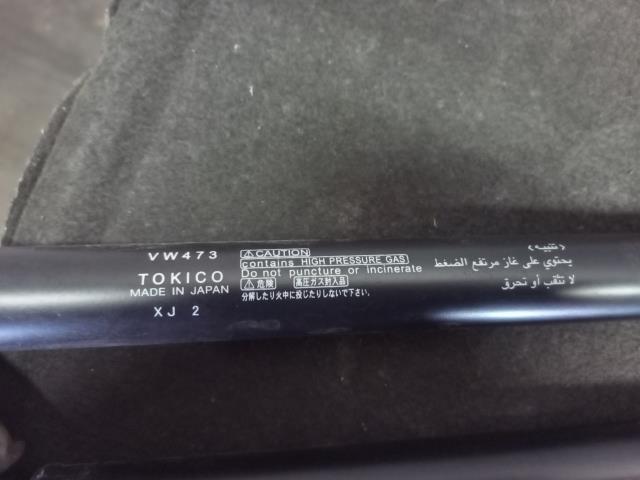 VW473
TOKICO
MADE IN JAPAN
XJ 2
⚠CAUTION
contains HIGH PRESSURE GAS
Do not puncture or incinerate
⚠危険 高圧ガス封入品
分解したり火中に投じたりしないで下さい。
<تنبيه>
يحتوي على غاز مرتفع الضغط
لا تثقب أو تحرق